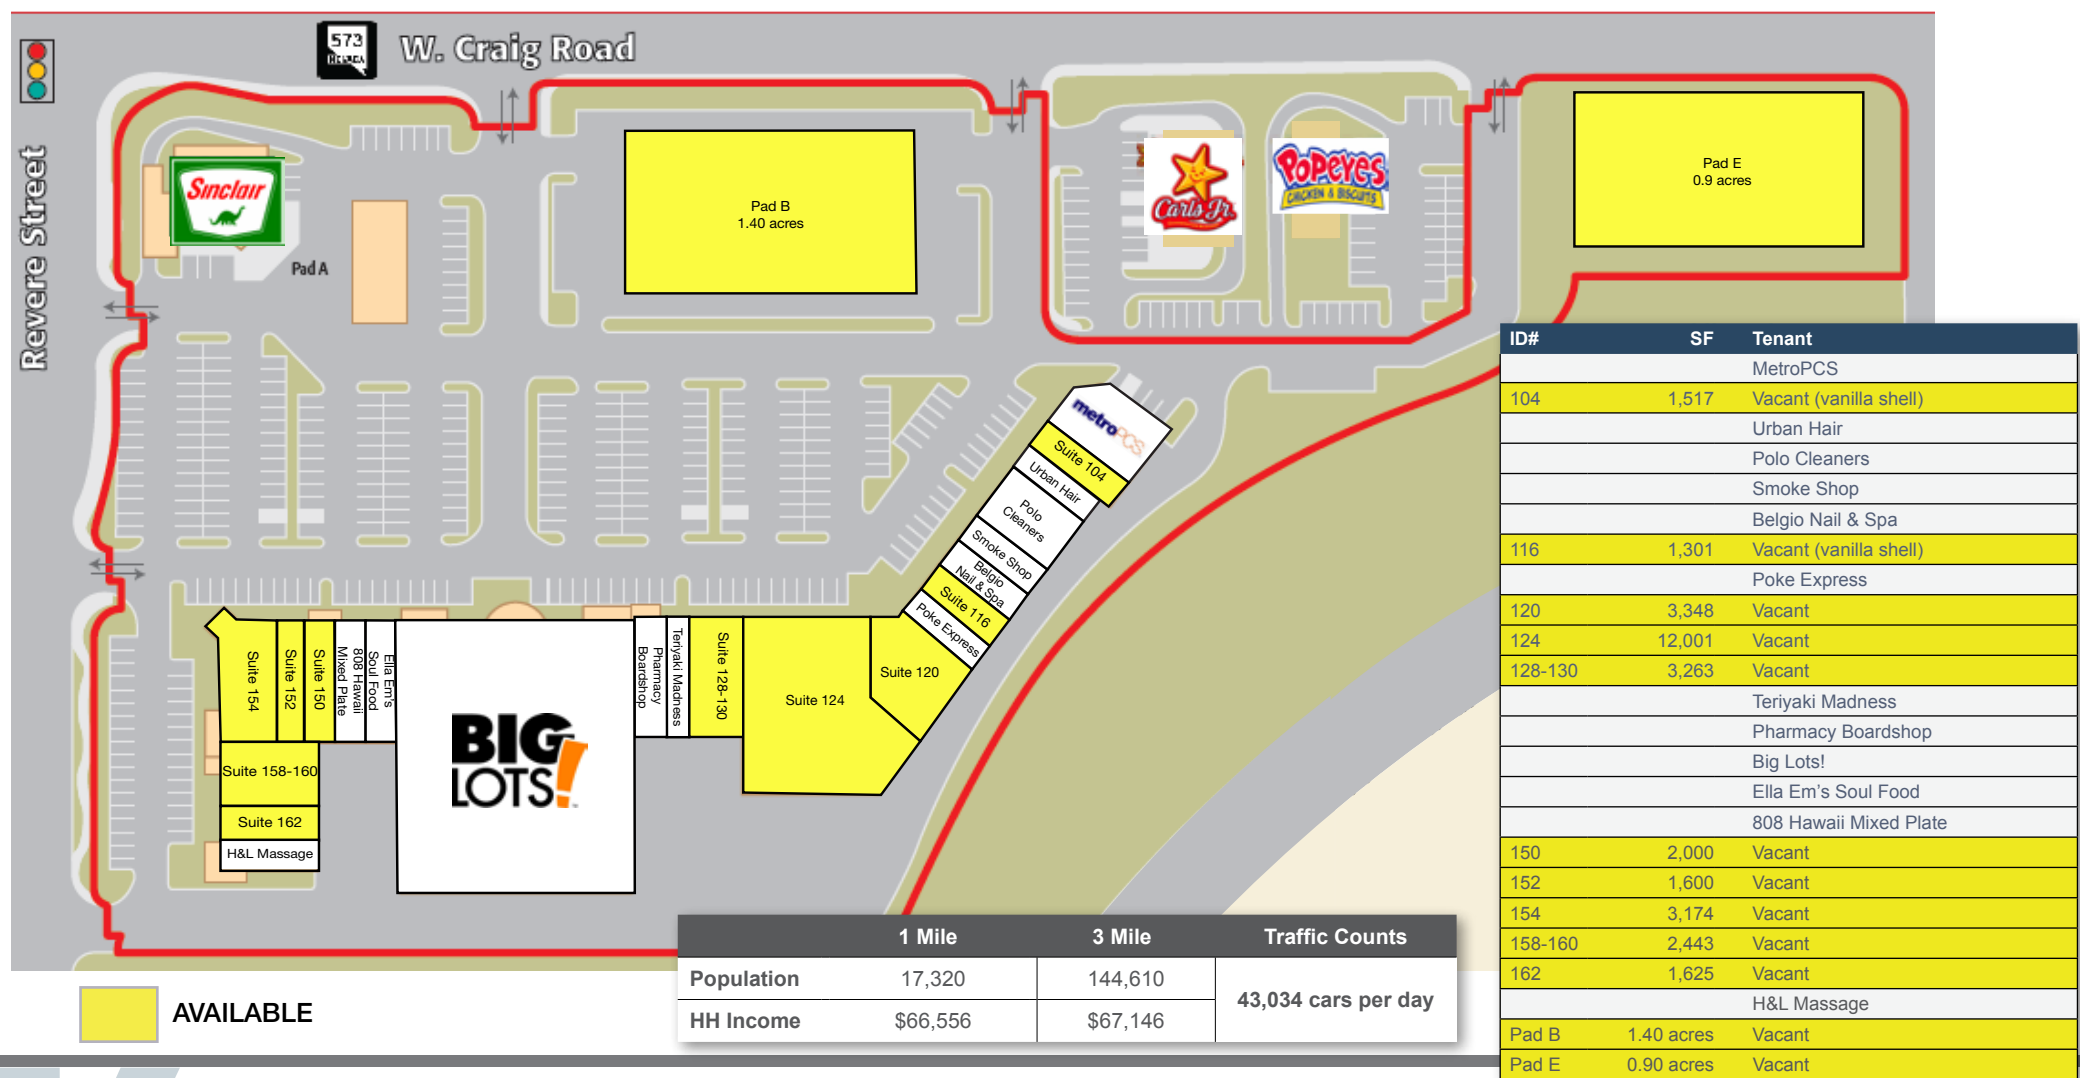 573
NEVADA
W. Craig Road
Revere Street
Sinclair
Pad A
Pad B
1.40 acres
Carl's Jr.
POPEYES
CHICKEN & BISCUITS
Pad E
0.9 acres
metroPCS.
Suite 104
Urban Hair
Polo
Cleaners
Smoke Shop
Belgio
Nail & Spa
Suite 116
Poke Express
Suite 120
Suite 124
Suite 128-130
Teriyaki Madness
Pharmacy
Boardshop
BIG
LOTS!
Ella Em's
Soul Food
808 Hawaii
Mixed Plate
Suite 150
Suite 152
Suite 154
Suite 158-160
Suite 162
H&L Massage
ID# SF Tenant
MetroPCS
104 1,517 Vacant (vanilla shell)
Urban Hair
Polo Cleaners
Smoke Shop
Belgio Nail & Spa
116 1,301 Vacant (vanilla shell)
Poke Express
120 3,348 Vacant
124 12,001 Vacant
128-130 3,263 Vacant
Teriyaki Madness
Pharmacy Boardshop
Big Lots!
Ella Em's Soul Food
808 Hawaii Mixed Plate
150 2,000 Vacant
152 1,600 Vacant
154 3,174 Vacant
158-160 2,443 Vacant
162 1,625 Vacant
H&L Massage
Pad B 1.40 acres Vacant
Pad E 0.90 acres Vacant
1 Mile 3 Mile Traffic Counts
Population 17,320 144,610
43,034 cars per day
HH Income $66,556 $67,146
AVAILABLE